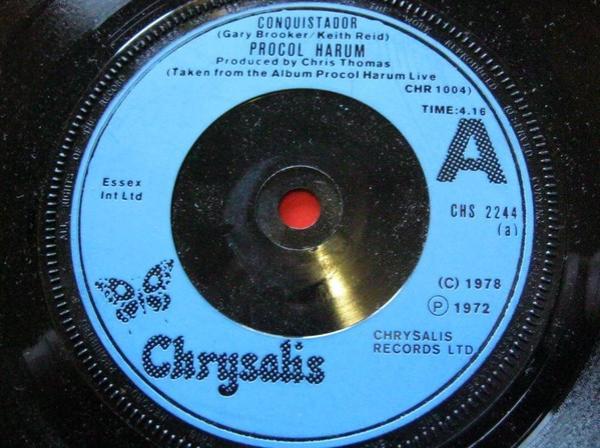 CONQUISTADOR
(Gary Brooker/Keith Reid)
PROCOL HARUM
Produced by Chris Thomas
(Taken from the Album Procol Harum Live
CHR 1004)
TIME:4.16
A
Essex
Int Ltd
CHS 2244
(a)
(C) 1978
(P) 1972
CHRYSALIS
RECORDS LTD
Chrysalis